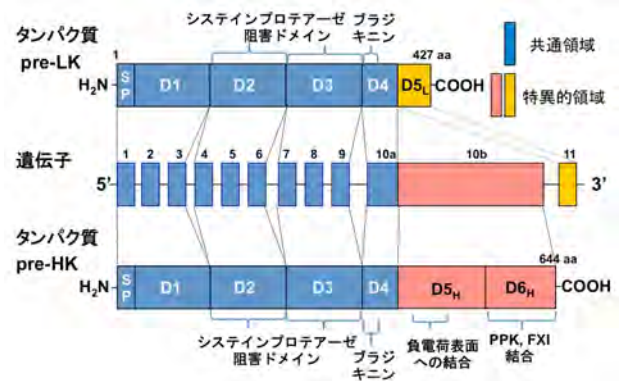 システインプロテアーゼ
阻害ドメイン
ブラジ
キニン
タンパク質
pre-LK
1
427 aa
H₂N
SP
D1
D2
D3
D4
D5L
COOH
共通領域
特異的領域
遺伝子
5’
1
2
3
4
5
6
7
8
9
10a
10b
11
3’
タンパク質
pre-HK
644 aa
H₂N
SP
D1
D2
D3
D4
D5H
D6H
COOH
システインプロテアーゼ
阻害ドメイン
ブラジ
キニン
負電荷表面
への結合
PPK, FXI
結合